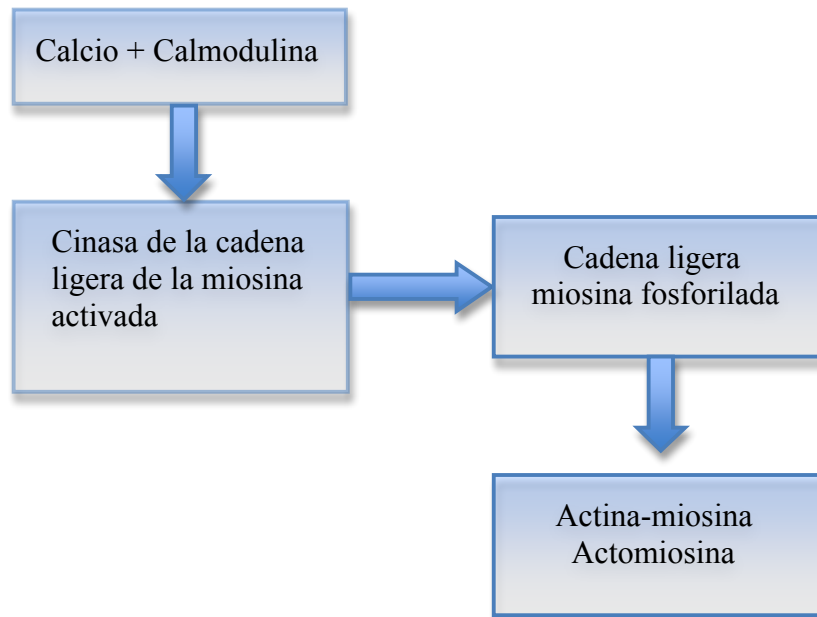 Calcio + Calmodulina
Cinasa de la cadena
ligera de la miosina
activada
Cadena ligera
miosina fosforilada
Actina-miosina
Actomiosina